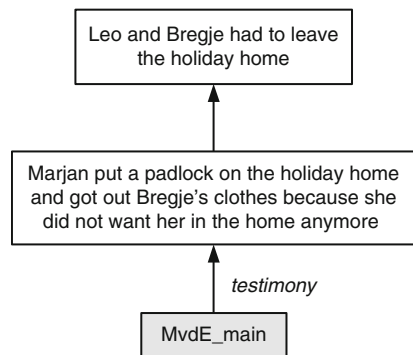 Leo and Bregje had to leave
the holiday home
Marjan put a padlock on the holiday home
and got out Bregje's clothes because she
did not want her in the home anymore
testimony
MvdE_main